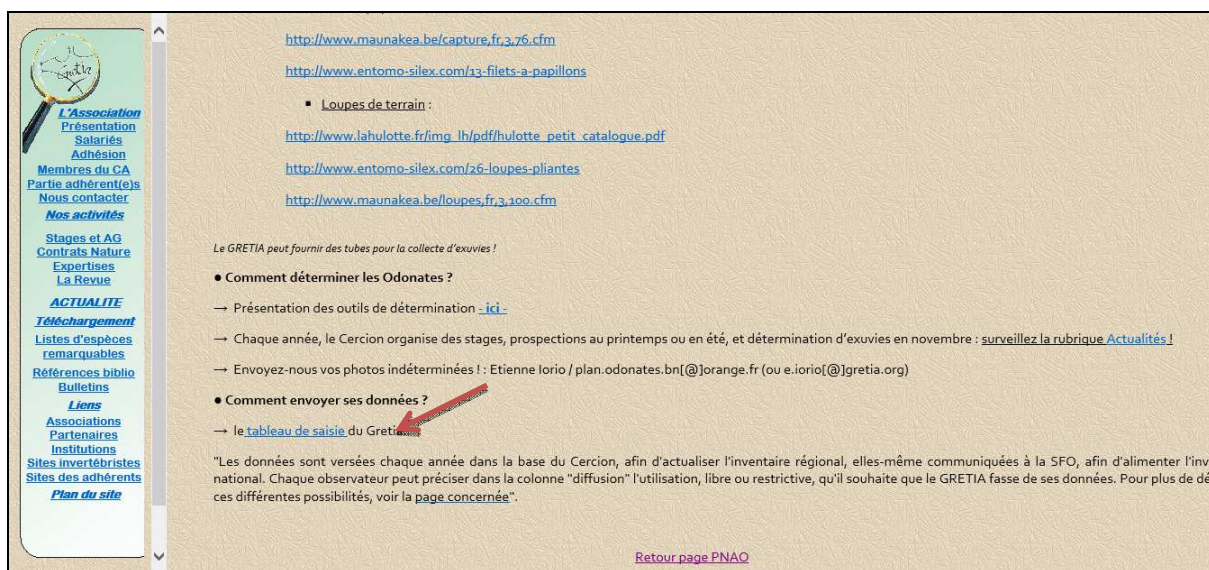 Gretia
L'Association
Présentation
Salariés
Adhésion
Membres du CA
Partie adhérent(e)s
Nous contacter
Nos activités
Stages et AG
Contrats Nature
Expertises
La Revue
ACTUALITE
Téléchargement
Listes d'espèces
remarquables
Références biblio
Bulletins
Liens
Associations
Partenaires
Institutions
Sites invertébristes
Sites des adhérents
Plan du site
http://www.maunakea.be/capture,fr,3,76.cfm
http://www.entomo-silex.com/13-filets-a-papillons
▪ Loupes de terrain :
http://www.lahulotte.fr/img_lh/pdf/hulotte_petit_catalogue.pdf
http://www.entomo-silex.com/26-loupes-pliantes
http://www.maunakea.be/loupes,fr,3,100.cfm
Le GRETIA peut fournir des tubes pour la collecte d'exuvies !
● Comment déterminer les Odonates ?
→ Présentation des outils de détermination - ici -
→ Chaque année, le Cercion organise des stages, prospections au printemps ou en été, et détermination d'exuvies en novembre : surveillez la rubrique Actualités !
→ Envoyez-nous vos photos indéterminées ! : Etienne Iorio / plan.odonates.bn[@]orange.fr (ou e.iorio[@]gretia.org)
● Comment envoyer ses données ?
→ le tableau de saisie du Gretia
"Les données sont versées chaque année dans la base du Cercion, afin d'actualiser l'inventaire régional, elles-même communiquées à la SFO, afin d'alimenter l'inv
national. Chaque observateur peut préciser dans la colonne "diffusion" l'utilisation, libre ou restrictive, qu'il souhaite que le GRETIA fasse de ses données. Pour plus de dé
ces différentes possibilités, voir la page concernée".
Retour page PNAO